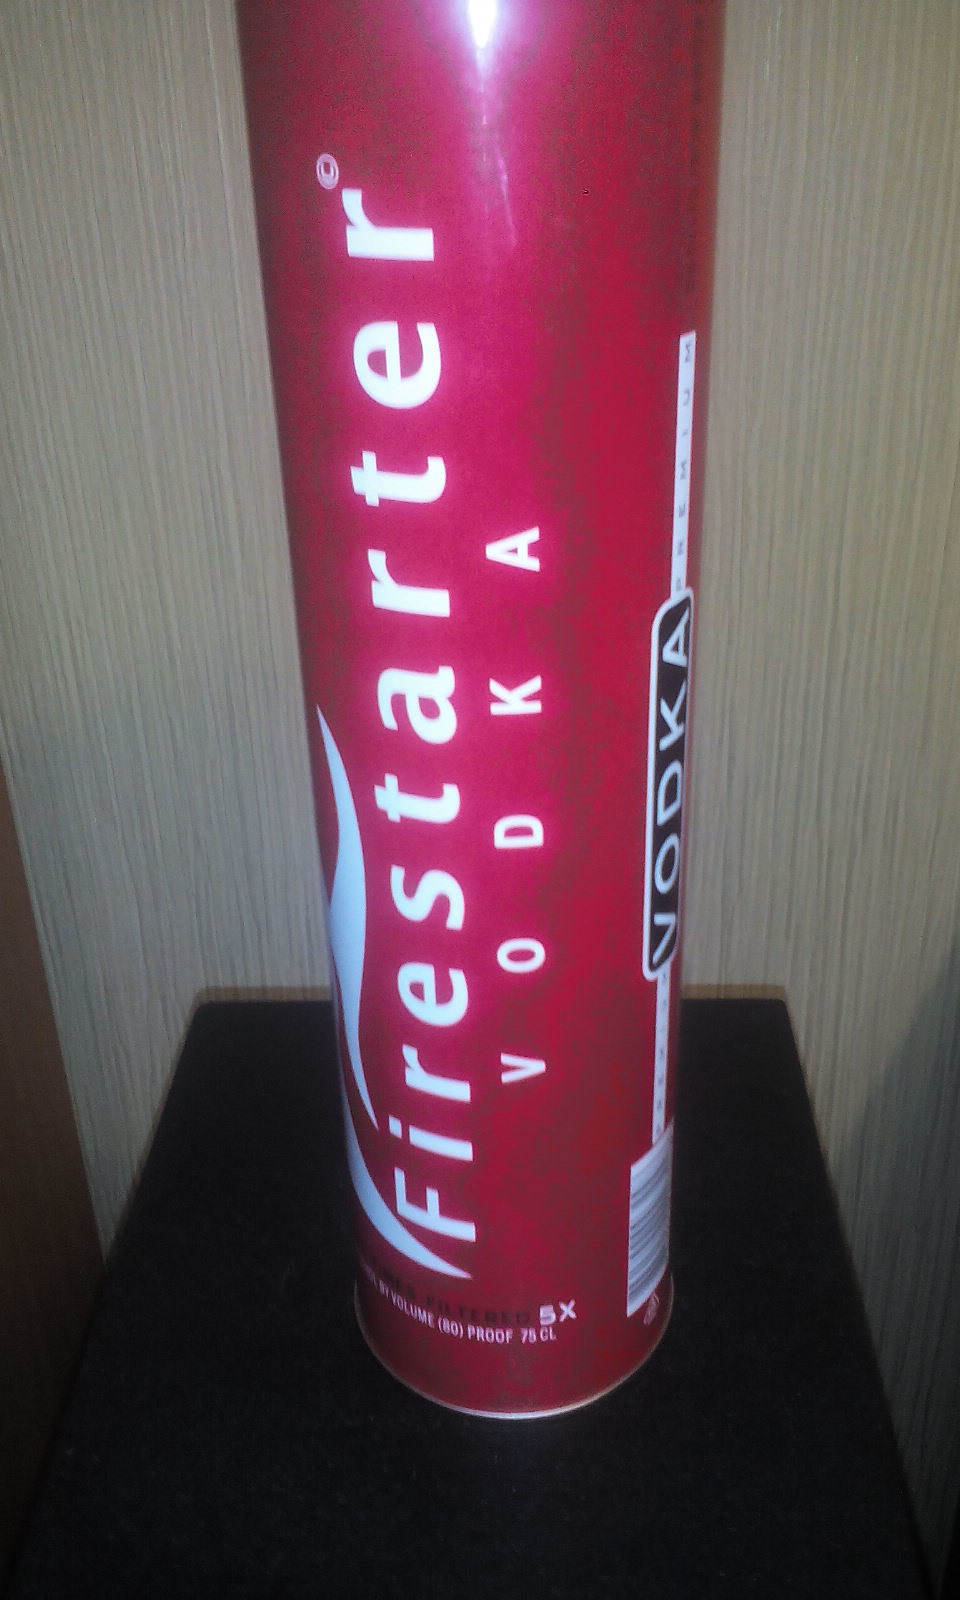 Firestarter
VODKA
FILTERED 5X
BY VOLUME (80) PROOF 75 CL
PREMIUM
VODKA